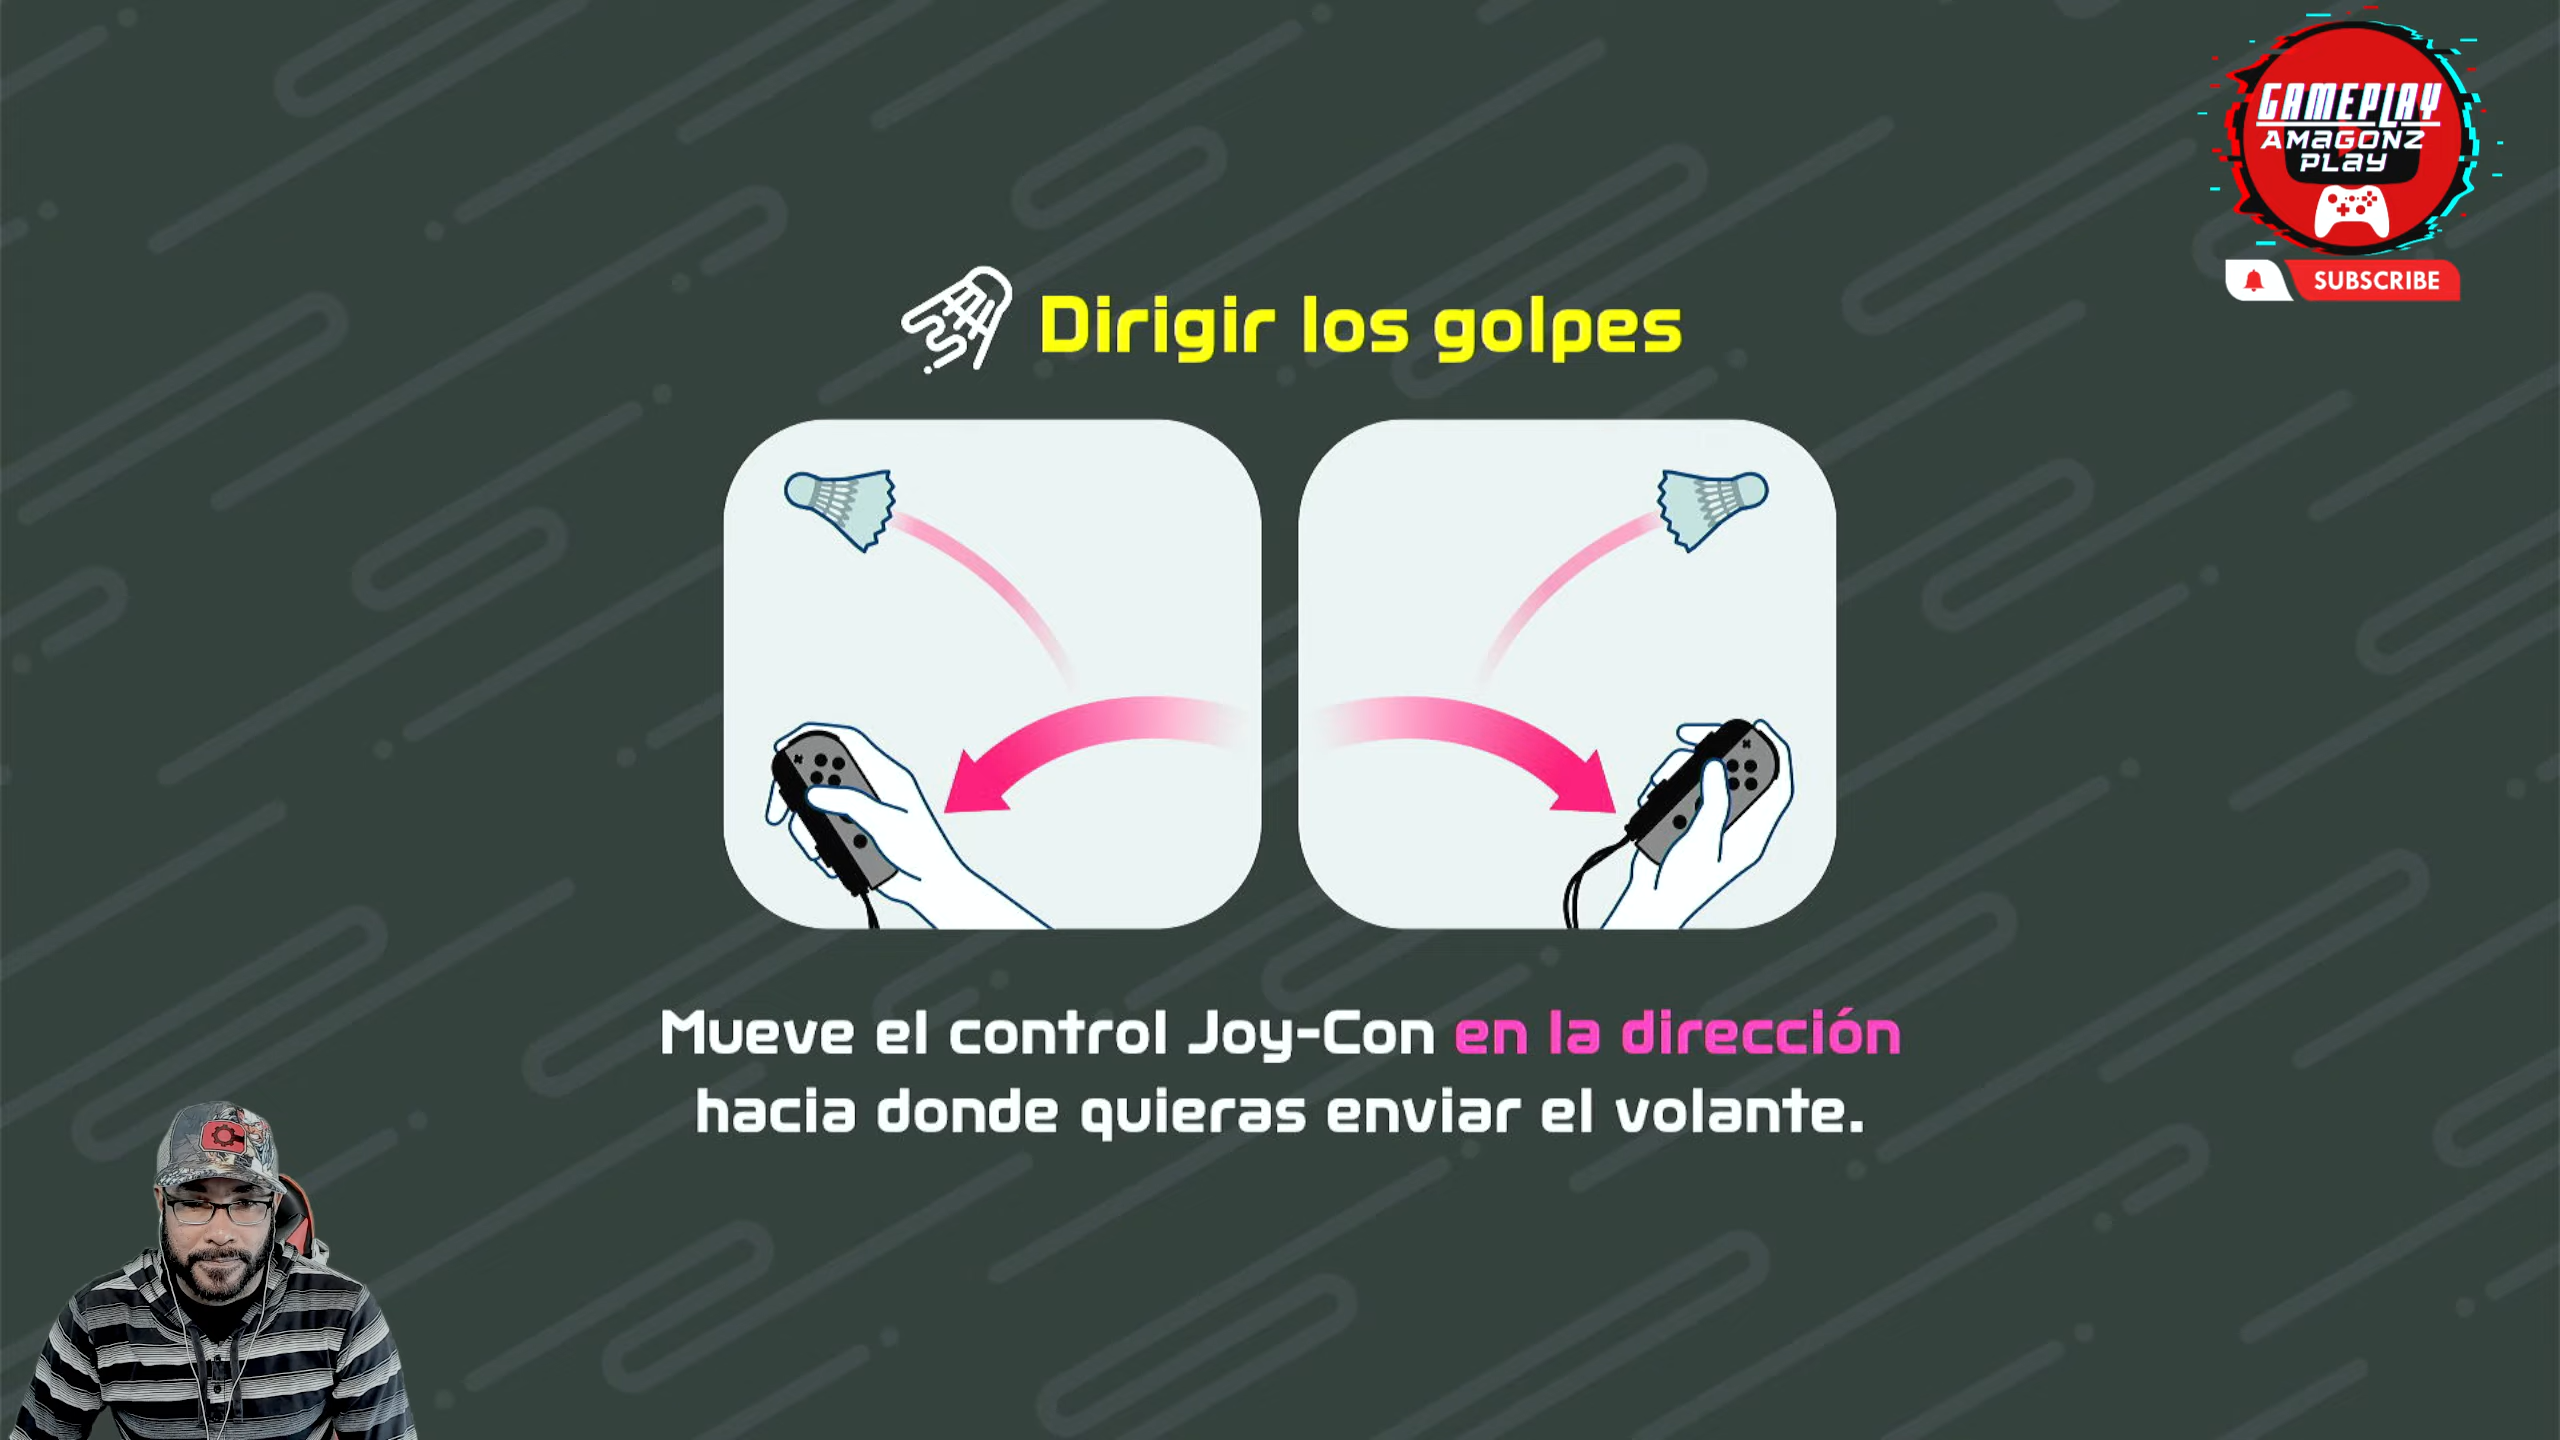 GAMEPLAY
AMAGONZ
PLAY
SUBSCRIBE
Dirigir los golpes
Mueve el control Joy-Con en la dirección
hacia donde quieras enviar el volante.